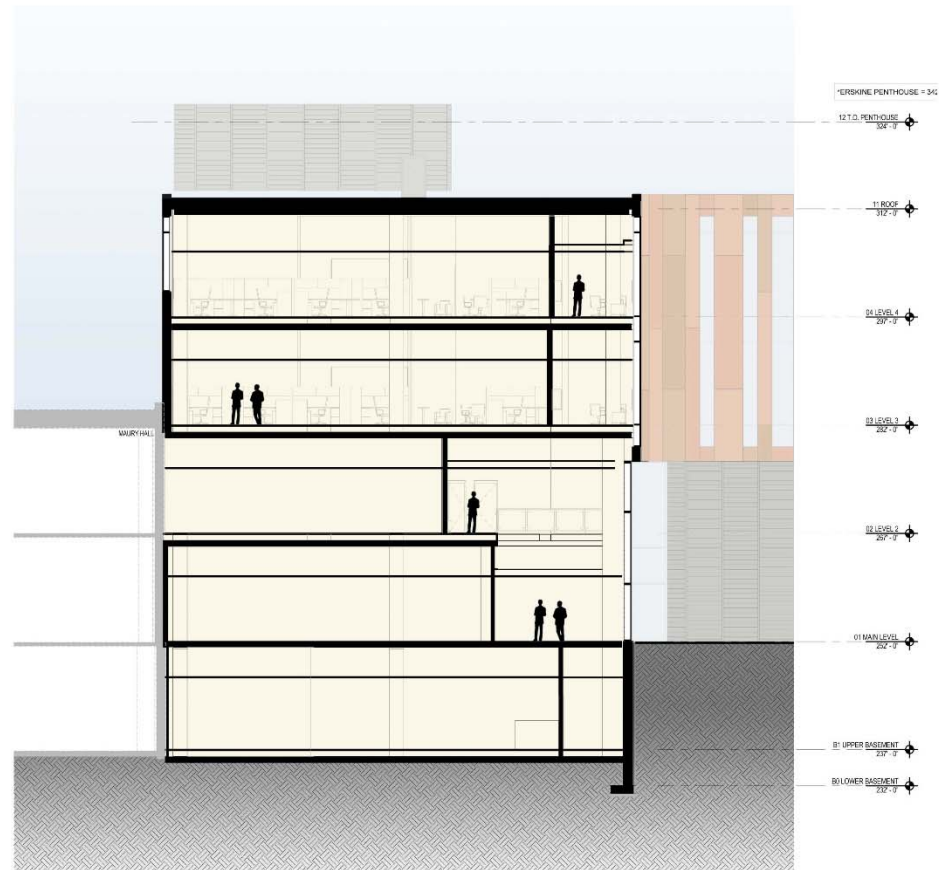 *ERSKINE PENTHOUSE = 342
12 T.O. PENTHOUSE
324' - 0"
11 ROOF
312' - 0"
04 LEVEL 4
297' - 0"
03 LEVEL 3
282' - 0"
MAURY HALL
02 LEVEL 2
267' - 0"
01 MAIN LEVEL
252' - 0"
B1 UPPER BASEMENT
237' - 0"
B0 LOWER BASEMENT
232' - 0"